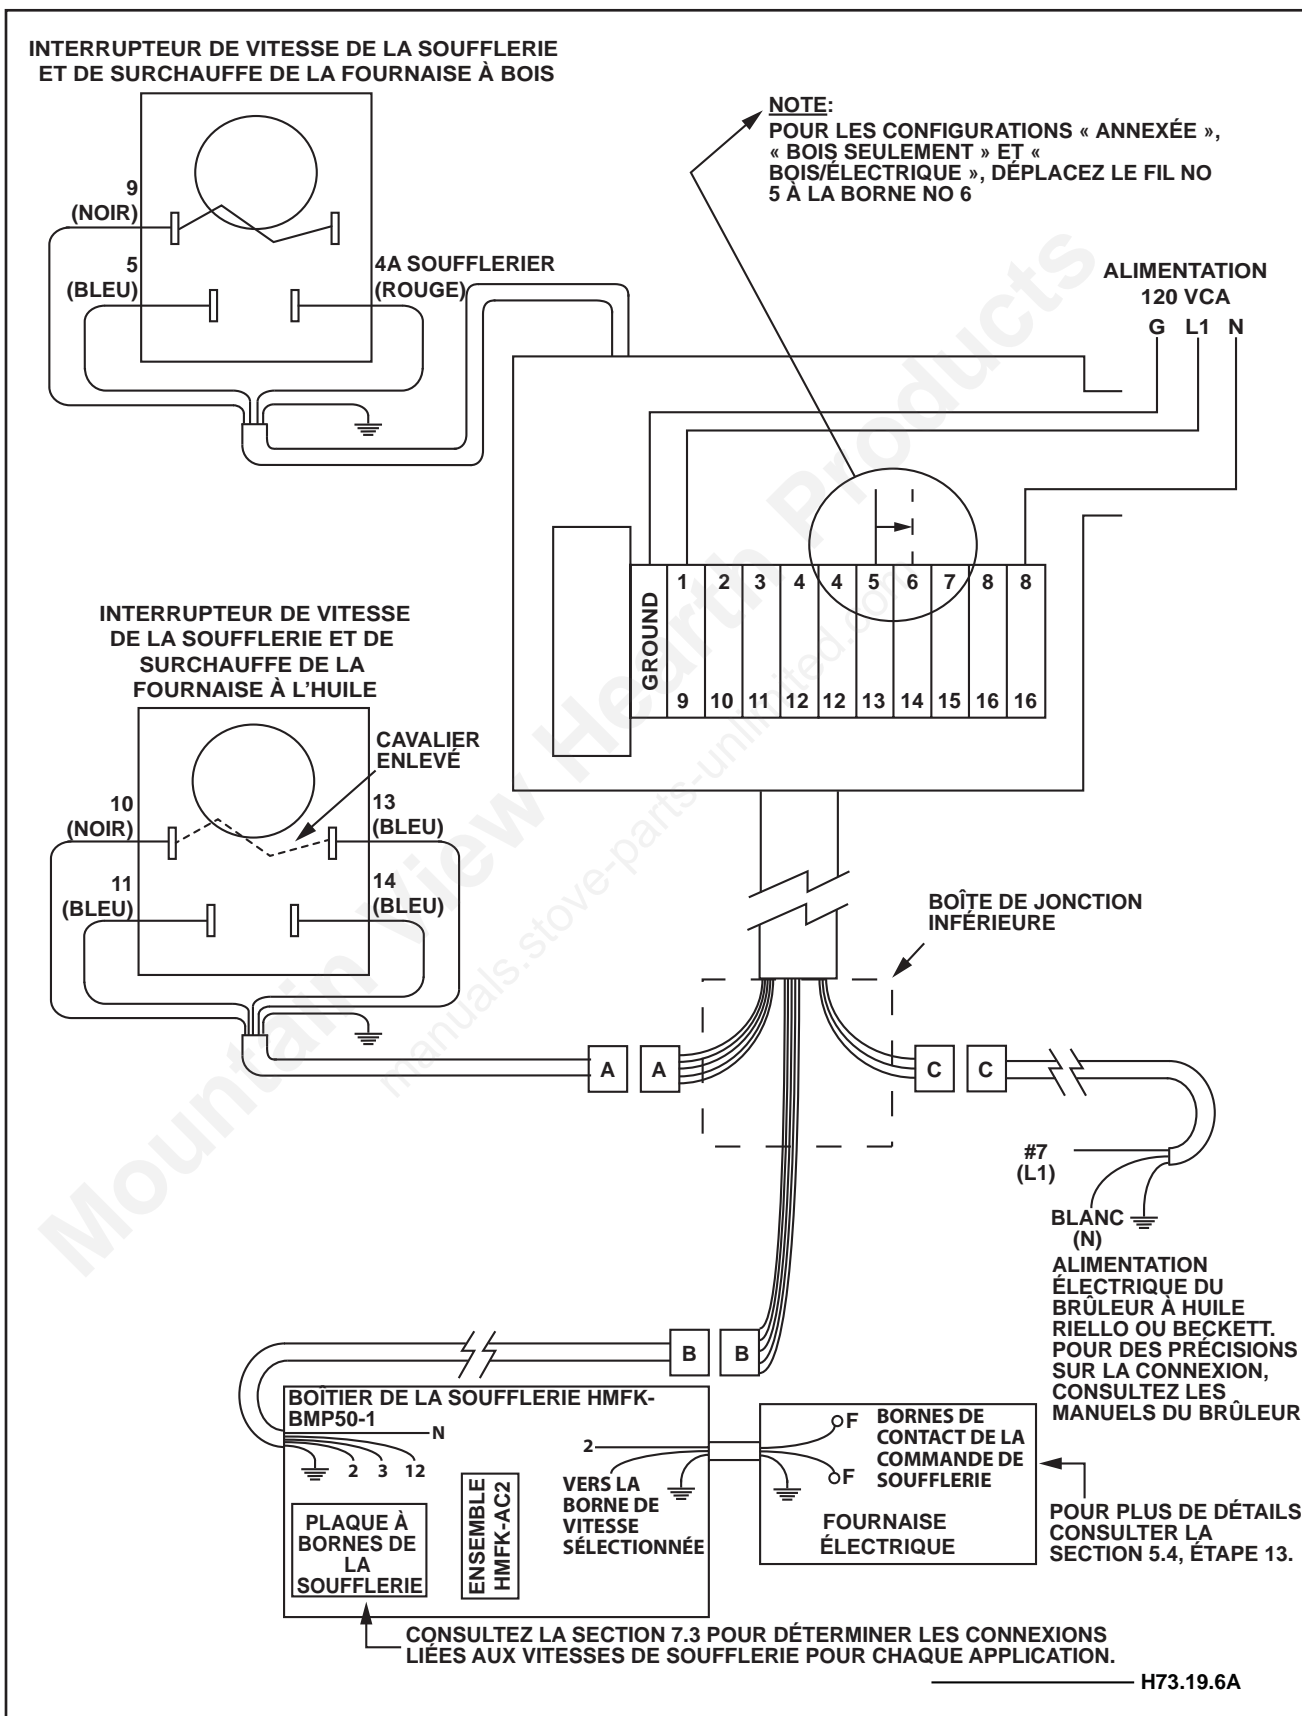 INTERRUPTEUR DE VITESSE DE LA SOUFFLERIE
ET DE SURCHAUFFE DE LA FOURNAISE À BOIS
9
(NOIR)
5
(BLEU)
4A SOUFFLERIER
(ROUGE)
NOTE:
POUR LES CONFIGURATIONS « ANNEXÉE »,
« BOIS SEULEMENT » ET «
BOIS/ÉLECTRIQUE », DÉPLACEZ LE FIL NO
5 À LA BORNE NO 6
ALIMENTATION
120 VCA
G L1 N
GROUND
1 2 3 4 4 5 6 7 8 8
9 10 11 12 12 13 14 15 16 16
INTERRUPTEUR DE VITESSE
DE LA SOUFFLERIE ET DE
SURCHAUFFE DE LA
FOURNAISE À L'HUILE
CAVALIER
ENLEVÉ
10
(NOIR)
13
(BLEU)
11
(BLEU)
14
(BLEU)
BOÎTE DE JONCTION
INFÉRIEURE
A A C C
#7
(L1)
BLANC
(N)
ALIMENTATION
ÉLECTRIQUE DU
BRÛLEUR À HUILE
RIELLO OU BECKETT.
POUR DES PRÉCISIONS
SUR LA CONNEXION,
CONSULTEZ LES
MANUELS DU BRÛLEUR
B B
BOÎTIER DE LA SOUFFLERIE HMFK-
BMP50-1
N
2 3 12
PLAQUE À
BORNES DE
LA
SOUFFLERIE
ENSEMBLE
HMFK-AC2
2
VERS LA
BORNE DE
VITESSE
SÉLECTIONNÉE
F
F
BORNES DE
CONTACT DE LA
COMMANDE DE
SOUFFLERIE
FOURNAISE
ÉLECTRIQUE
POUR PLUS DE DÉTAILS
CONSULTER LA
SECTION 5.4, ÉTAPE 13.
CONSULTEZ LA SECTION 7.3 POUR DÉTERMINER LES CONNEXIONS
LIÉES AUX VITESSES DE SOUFFLERIE POUR CHAQUE APPLICATION.
H73.19.6A
Mountain View Hearth Products
manuals.stove-parts-unlimited.com